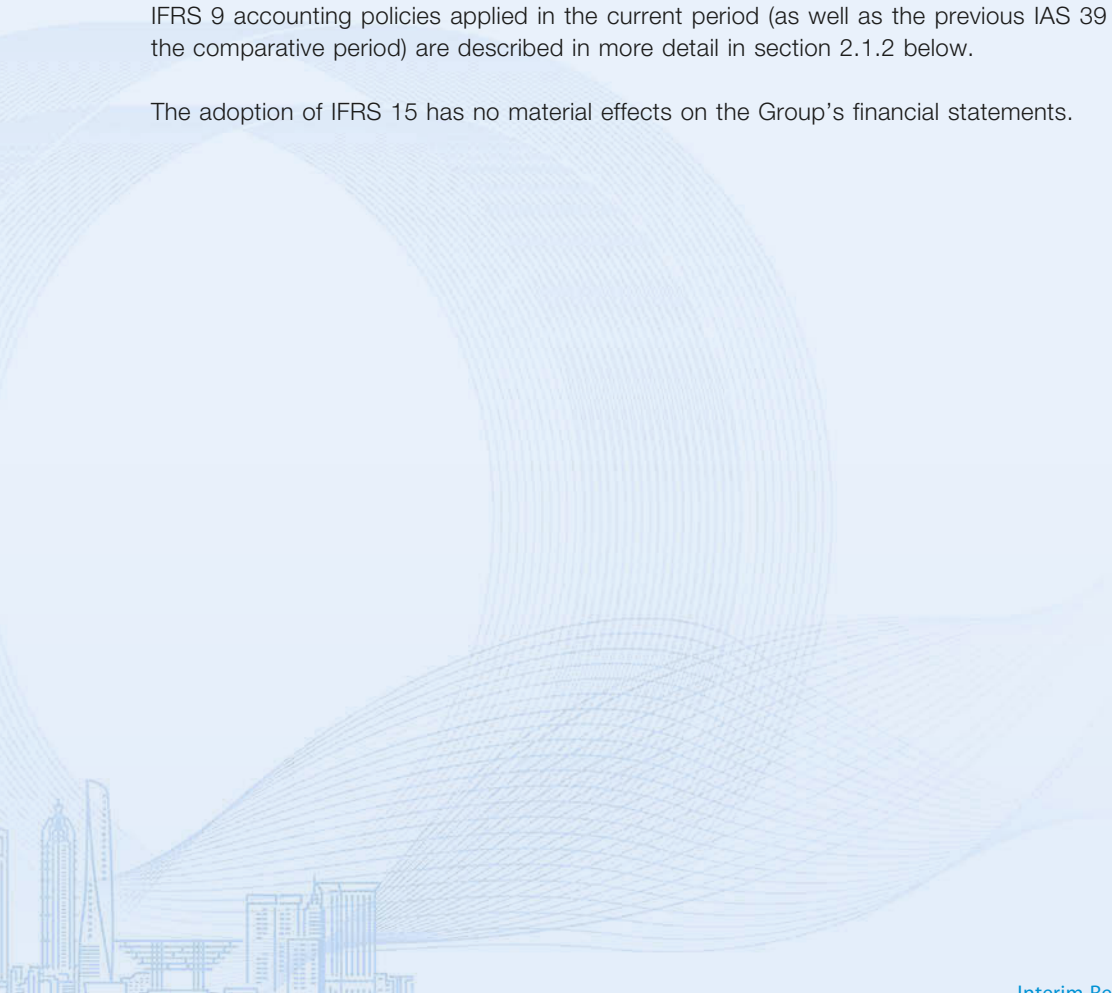 IFRS 9 accounting policies applied in the current period (as well as the previous IAS 39
the comparative period) are described in more detail in section 2.1.2 below.
The adoption of IFRS 15 has no material effects on the Group’s financial statements.
Interim Re